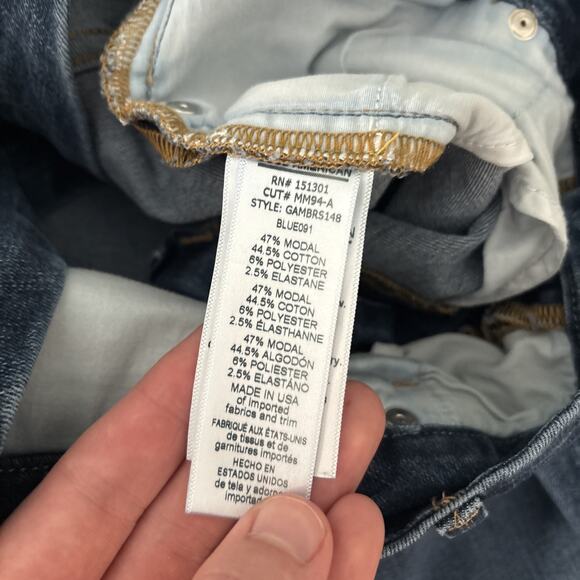 AMERICAN
RN# 151301
CUT# MM94-A
STYLE: GAMBRS148
BLUE091
47% MODAL
44.5% COTTON
6% POLYESTER
2.5% ELASTANE
47% MODAL
44.5% COTON
6% POLYESTER
2.5% ÉLASTHANNE
47% MODAL
44.5% ALGODÓN
6% POLIESTER
2.5% ELASTÁNO
MADE IN USA
of imported
fabrics and trim
FABRIQUÉ AUX ÉTATS-UNIS
de tissus et de
garnitures importés
HECHO EN
ESTADOS UNIDOS
de tela y adornos